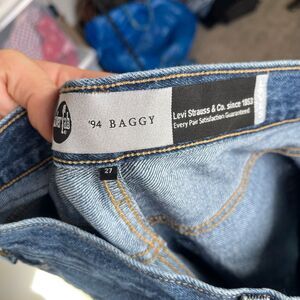 '94 BAGGY
Levi Strauss & Co. since 1853
Every Pair Satisfaction Guaranteed
27